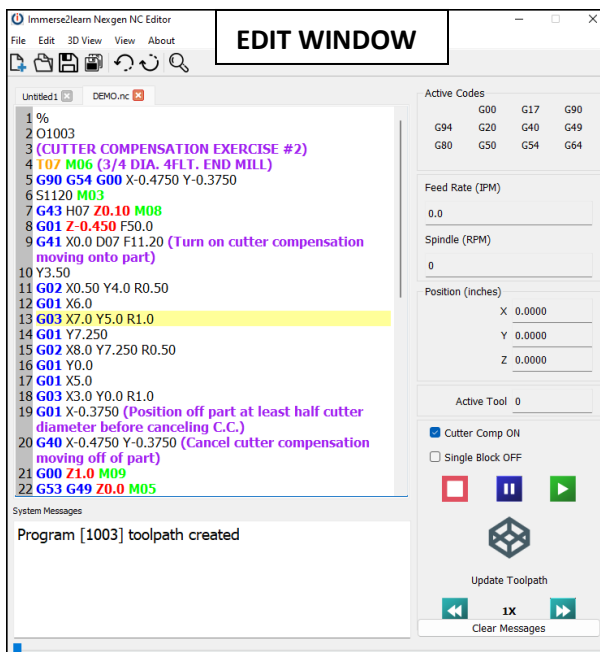 Immerse2learn Nexgen NC Editor
EDIT WINDOW
File Edit 3D View View About
Untitled1 DEMO.nc
1 %
2 O1003
3 (CUTTER COMPENSATION EXERCISE #2)
4 T07 M06 (3/4 DIA. 4FLT. END MILL)
5 G90 G54 G00 X-0.4750 Y-0.3750
6 S1120 M03
7 G43 H07 Z0.10 M08
8 G01 Z-0.450 F50.0
9 G41 X0.0 D07 F11.20 (Turn on cutter compensation
moving onto part)
10 Y3.50
11 G02 X0.50 Y4.0 R0.50
12 G01 X6.0
13 G03 X7.0 Y5.0 R1.0
14 G01 Y7.250
15 G02 X8.0 Y7.250 R0.50
16 G01 Y0.0
17 G01 X5.0
18 G03 X3.0 Y0.0 R1.0
19 G01 X-0.3750 (Position off part at least half cutter
diameter before canceling C.C.)
20 G40 X-0.4750 Y-0.3750 (Cancel cutter compensation
moving off of part)
21 G00 Z1.0 M09
22 G53 G49 Z0.0 M05
System Messages
Program [1003] toolpath created
Active Codes
G00 G17 G90
G94 G20 G40 G49
G80 G50 G54 G64
Feed Rate (IPM)
0.0
Spindle (RPM)
0
Position (inches)
X 0.0000
Y 0.0000
Z 0.0000
Active Tool 0
Cutter Comp ON
Single Block OFF
Update Toolpath
1X
Clear Messages